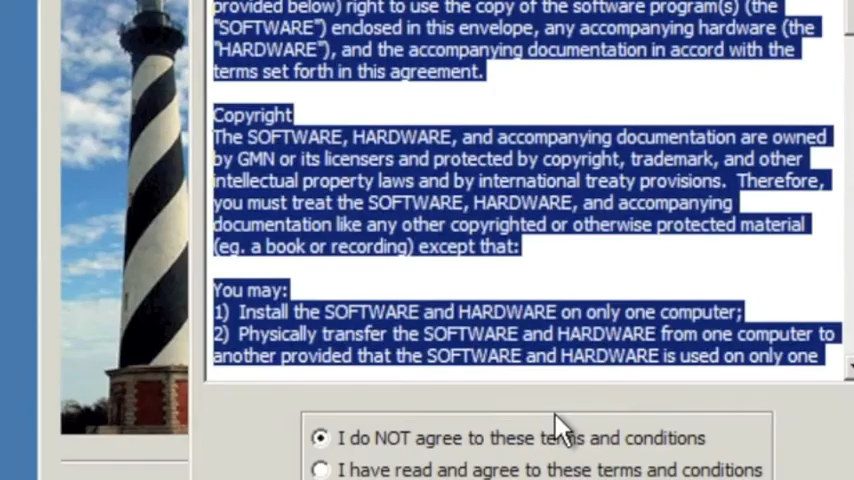 provided below) right to use the copy of the software program(s) (the
"SOFTWARE") enclosed in this envelope, any accompanying hardware (the
"HARDWARE"), and the accompanying documentation in accord with the
terms set forth in this agreement.
Copyright
The SOFTWARE, HARDWARE, and accompanying documentation are owned
by GMN or its licensers and protected by copyright, trademark, and other
intellectual property laws and by international treaty provisions.  Therefore,
you must treat the SOFTWARE, HARDWARE, and accompanying
documentation like any other copyrighted or otherwise protected material
(eg. a book or recording) except that:
You may:
1)  Install the SOFTWARE and HARDWARE on only one computer;
2)  Physically transfer the SOFTWARE and HARDWARE from one computer to
another provided that the SOFTWARE and HARDWARE is used on only one
I do NOT agree to these terms and conditions
I have read and agree to these terms and conditions